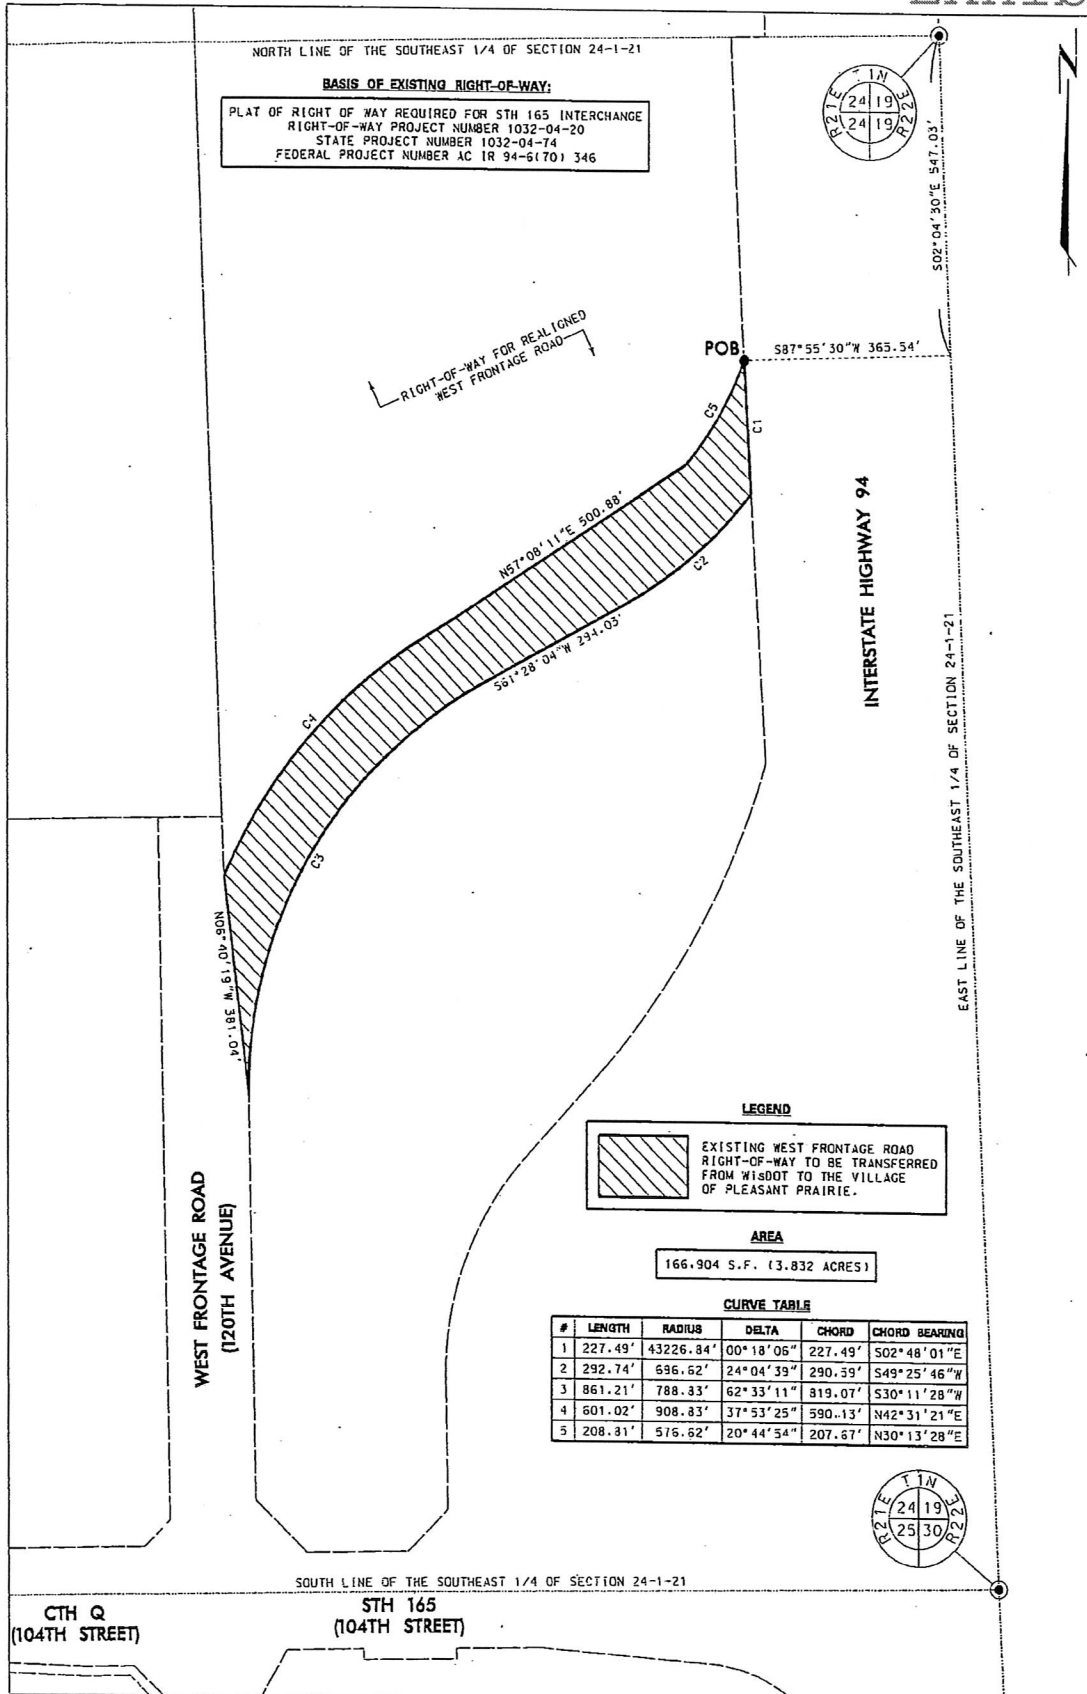 NORTH LINE OF THE SOUTHEAST 1/4 OF SECTION 24-1-21
BASIS OF EXISTING RIGHT-OF-WAY:
PLAT OF RIGHT OF WAY REQUIRED FOR STH 165 INTERCHANGE
RIGHT-OF-WAY PROJECT NUMBER 1032-04-20
STATE PROJECT NUMBER 1032-04-74
FEDERAL PROJECT NUMBER AC IR 94-6(70) 346
T1N
R21E
R22E
24 19
24 19
S02°04'30"E 547.03'
N
RIGHT-OF-WAY FOR REALIGNED
WEST FRONTAGE ROAD
POB
S87°55'30"W 365.54'
C5
C1
N57°08'11"E 500.88'
C2
S61°28'04"W 294.03'
INTERSTATE HIGHWAY 94
EAST LINE OF THE SOUTHEAST 1/4 OF SECTION 24-1-21
C4
C3
N06°40'19"W 381.04'
WEST FRONTAGE ROAD
(120TH AVENUE)
LEGEND
EXISTING WEST FRONTAGE ROAD
RIGHT-OF-WAY TO BE TRANSFERRED
FROM WISDOT TO THE VILLAGE
OF PLEASANT PRAIRIE.
AREA
166.904 S.F. (3.832 ACRES)
CURVE TABLE
# LENGTH RADIUS DELTA CHORD CHORD BEARING
1 227.49' 43226.84' 00°18'06" 227.49' S02°48'01"E
2 292.74' 696.62' 24°04'39" 290.59' S49°25'46"W
3 861.21' 788.83' 62°33'11" 819.07' S30°11'28"W
4 601.02' 908.83' 37°53'25" 590.13' N42°31'21"E
5 208.81' 576.62' 20°44'54" 207.67' N30°13'28"E
T1N
R21E
R22E
24 19
25 30
SOUTH LINE OF THE SOUTHEAST 1/4 OF SECTION 24-1-21
CTH Q
(104TH STREET)
STH 165
(104TH STREET)